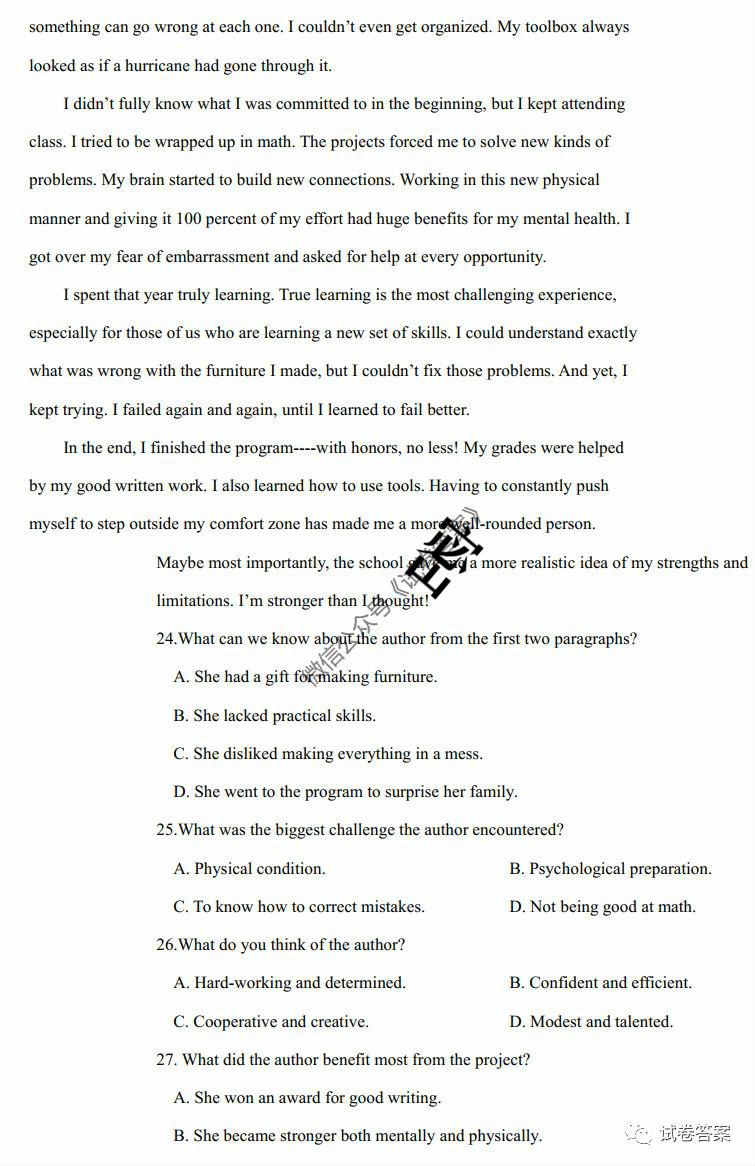 something can go wrong at each one. I couldn’t even get organized. My toolbox always
looked as if a hurricane had gone through it.
I didn’t fully know what I was committed to in the beginning, but I kept attending
class. I tried to be wrapped up in math. The projects forced me to solve new kinds of
problems. My brain started to build new connections. Working in this new physical
manner and giving it 100 percent of my effort had huge benefits for my mental health. I
got over my fear of embarrassment and asked for help at every opportunity.
I spent that year truly learning. True learning is the most challenging experience,
especially for those of us who are learning a new set of skills. I could understand exactly
what was wrong with the furniture I made, but I couldn’t fix those problems. And yet, I
kept trying. I failed again and again, until I learned to fail better.
In the end, I finished the program----with honors, no less! My grades were helped
by my good written work. I also learned how to use tools. Having to constantly push
myself to step outside my comfort zone has made me a more well-rounded person.
Maybe most importantly, the school gave me a more realistic idea of my strengths and
limitations. I’m stronger than I thought!
24.What can we know about the author from the first two paragraphs?
A. She had a gift for making furniture.
B. She lacked practical skills.
C. She disliked making everything in a mess.
D. She went to the program to surprise her family.
25.What was the biggest challenge the author encountered?
A. Physical condition. B. Psychological preparation.
C. To know how to correct mistakes. D. Not being good at math.
26.What do you think of the author?
A. Hard-working and determined. B. Confident and efficient.
C. Cooperative and creative. D. Modest and talented.
27. What did the author benefit most from the project?
A. She won an award for good writing.
B. She became stronger both mentally and physically.
微信公众号《试卷答案》
试卷答案